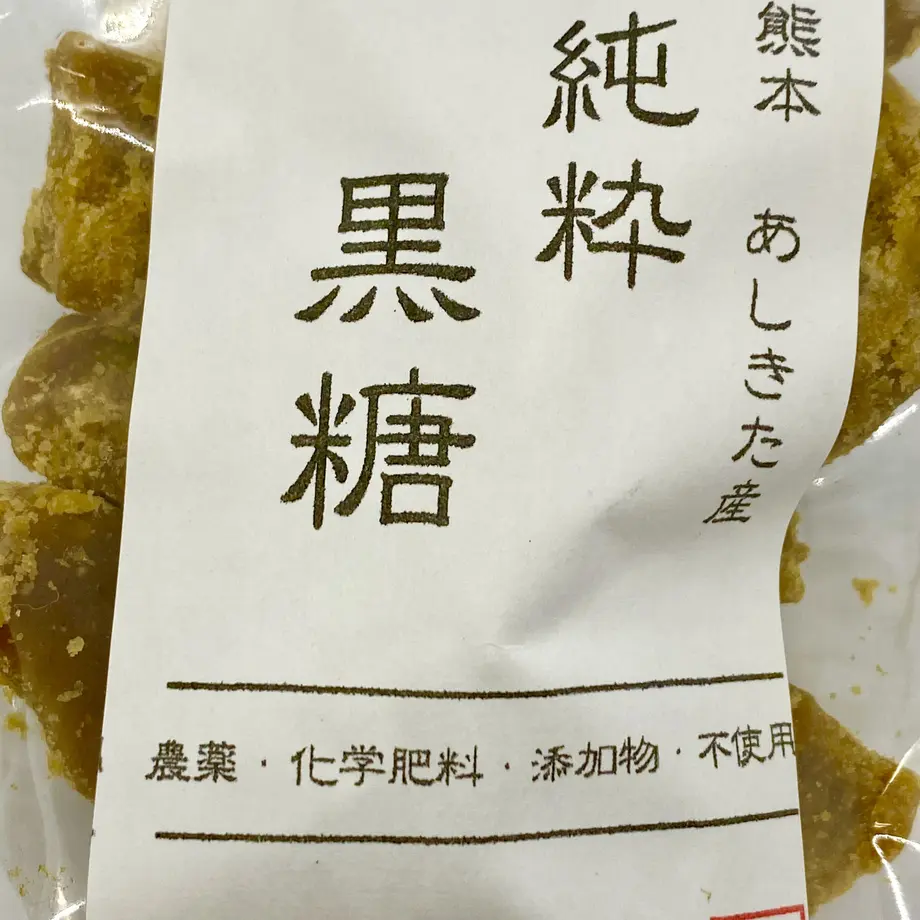 熊本 あしきた産
純粋
黒糖
農薬・化学肥料・添加物・不使用